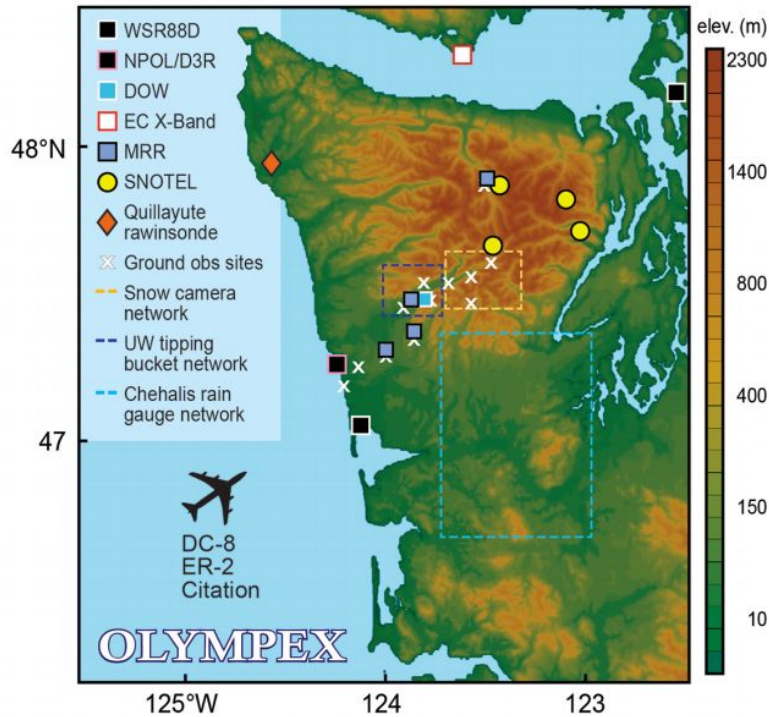 WSR88D
NPOL/D3R
DOW
EC X-Band
MRR
SNOTEL
Quillayute
rawinsonde
Ground obs sites
Snow camera
network
UW tipping
bucket network
Chehalis rain
gauge network
DC-8
ER-2
Citation
OLYMPEX
48°N
47
125°W
124
123
elev. (m)
2300
1400
800
400
150
10